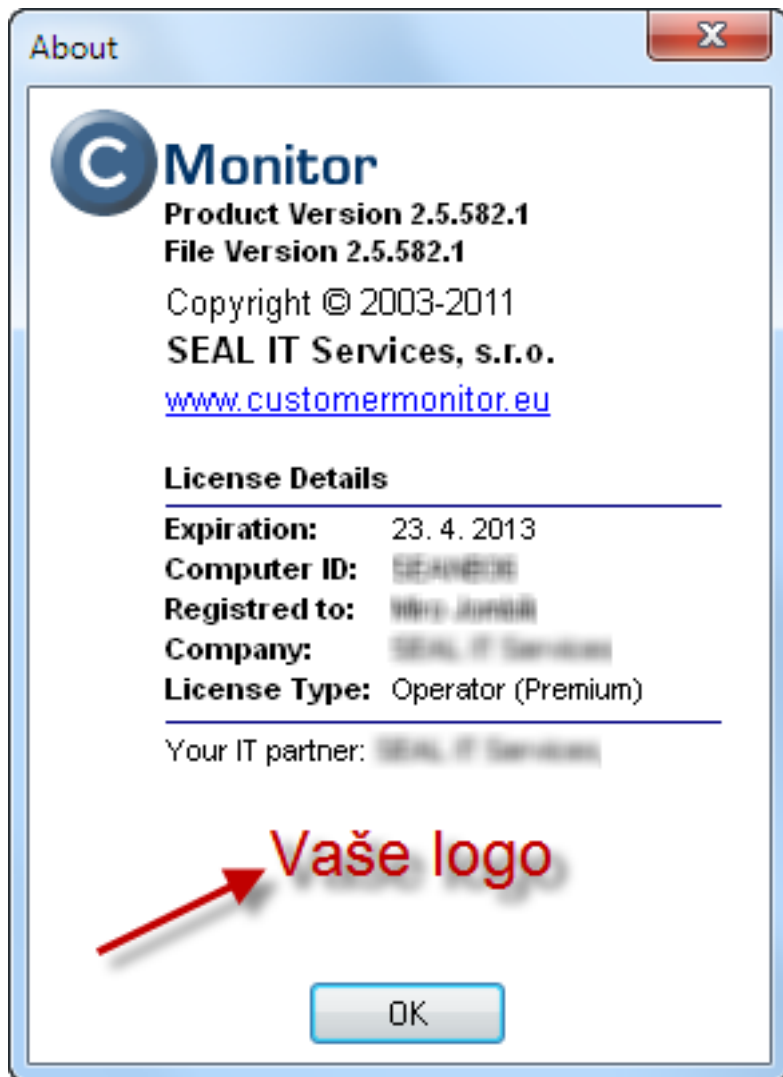 About
C Monitor
Product Version 2.5.582.1
File Version 2.5.582.1
Copyright © 2003-2011
SEAL IT Services, s.r.o.
www.customermonitor.eu
License Details
Expiration: 23. 4. 2013
Computer ID:
Registred to:
Company:
License Type: Operator (Premium)
Your IT partner:
Vaše logo
OK